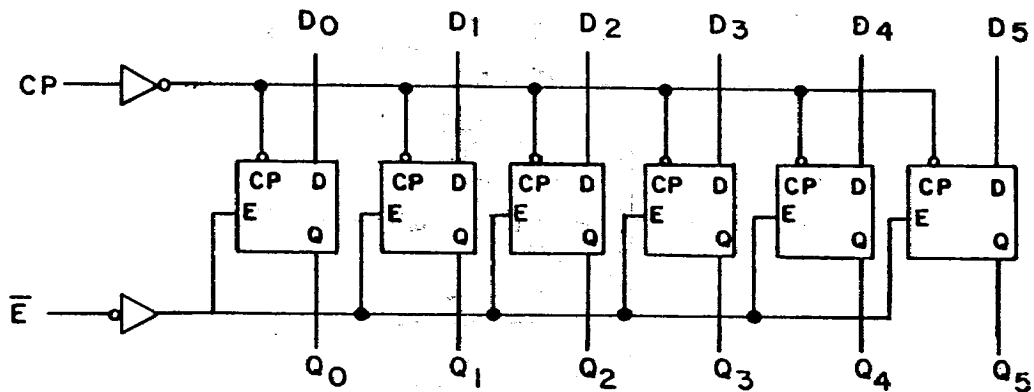 D0 D1 D2 D3 D4 D5
CP
CP D CP D CP D CP D CP D CP D
E E E E E E
Q Q Q Q Q Q
E̅
Q0 Q1 Q2 Q3 Q4 Q5